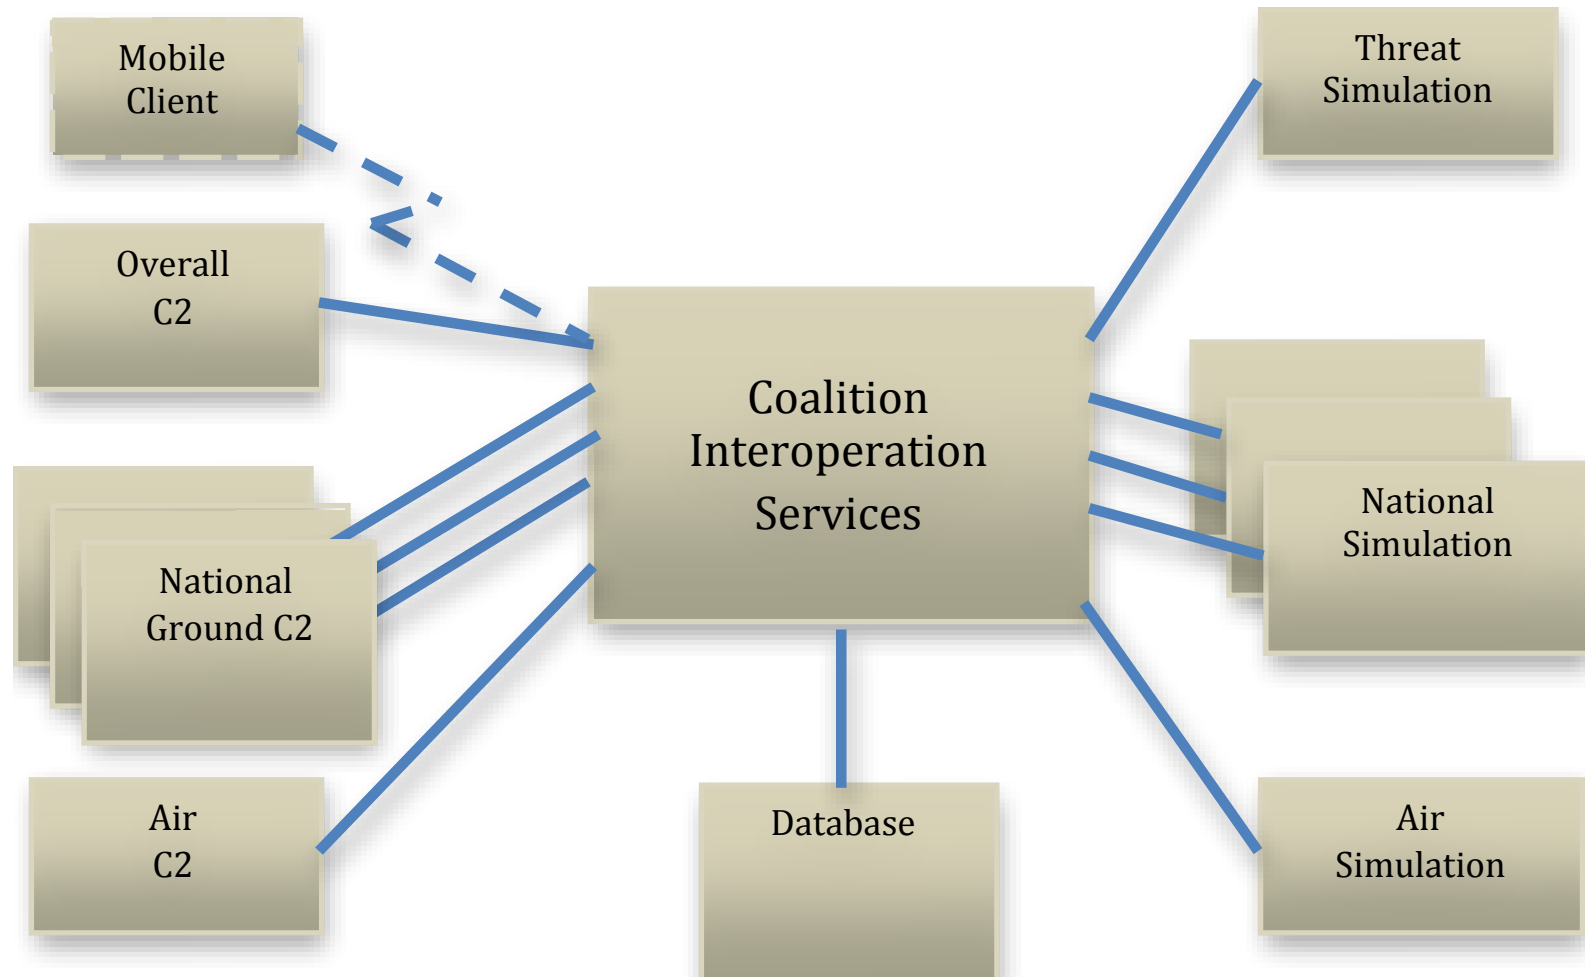 Mobile
Client
Threat
Simulation
Overall
C2
Coalition
Interoperation
Services
National
Simulation
National
Ground C2
Air
C2
Database
Air
Simulation